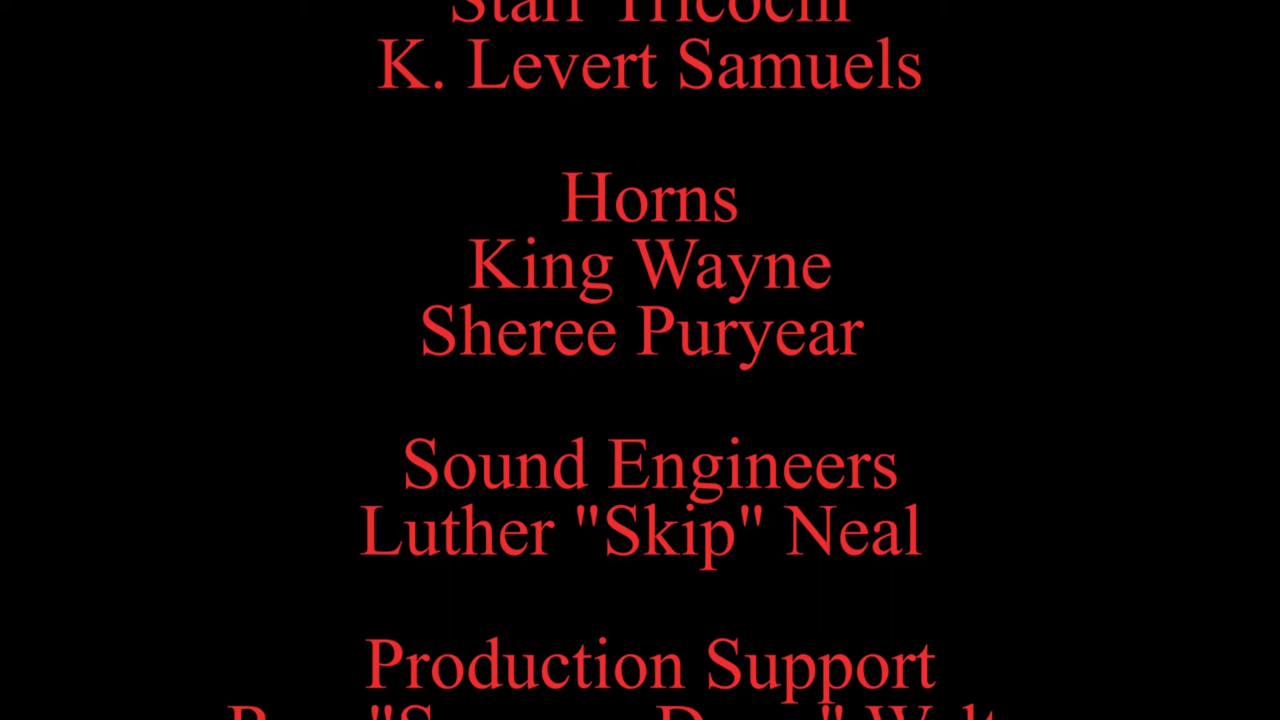 K. Levert Samuels
Horns
King Wayne
Sheree Puryear
Sound Engineers
Luther "Skip" Neal
Production Support